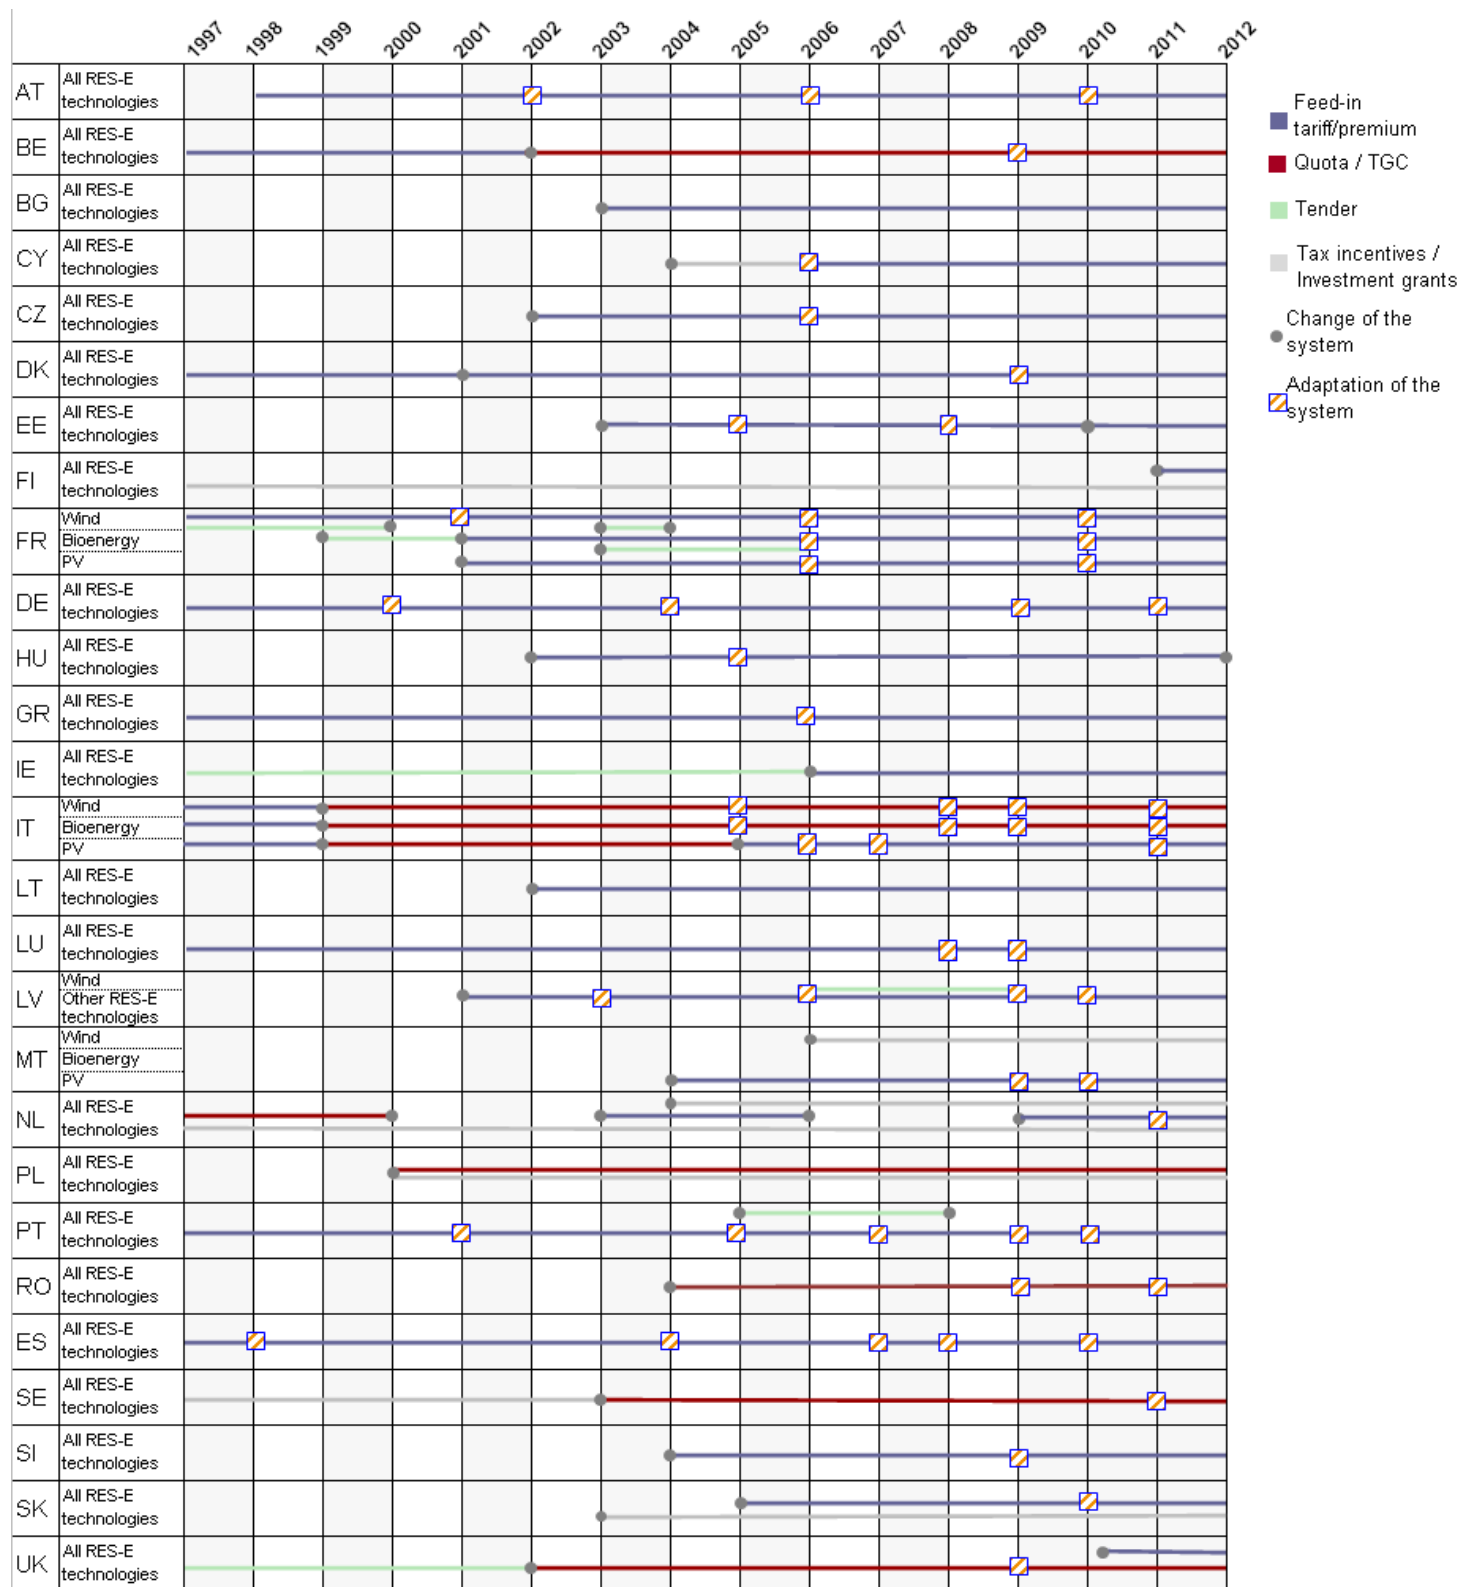 1997 1998 1999 2000 2001 2002 2003 2004 2005 2006 2007 2008 2009 2010 2011 2012
AT
All RES-E
technologies
BE
All RES-E
technologies
BG
All RES-E
technologies
CY
All RES-E
technologies
CZ
All RES-E
technologies
DK
All RES-E
technologies
EE
All RES-E
technologies
FI
All RES-E
technologies
FR
Wind
Bioenergy
PV
DE
All RES-E
technologies
HU
All RES-E
technologies
GR
All RES-E
technologies
IE
All RES-E
technologies
IT
Wind
Bioenergy
PV
LT
All RES-E
technologies
LU
All RES-E
technologies
LV
Wind
Other RES-E
technologies
MT
Wind
Bioenergy
PV
NL
All RES-E
technologies
PL
All RES-E
technologies
PT
All RES-E
technologies
RO
All RES-E
technologies
ES
All RES-E
technologies
SE
All RES-E
technologies
SI
All RES-E
technologies
SK
All RES-E
technologies
UK
All RES-E
technologies
Feed-in
tariff/premium
Quota / TGC
Tender
Tax incentives /
Investment grants
Change of the
system
Adaptation of the
system